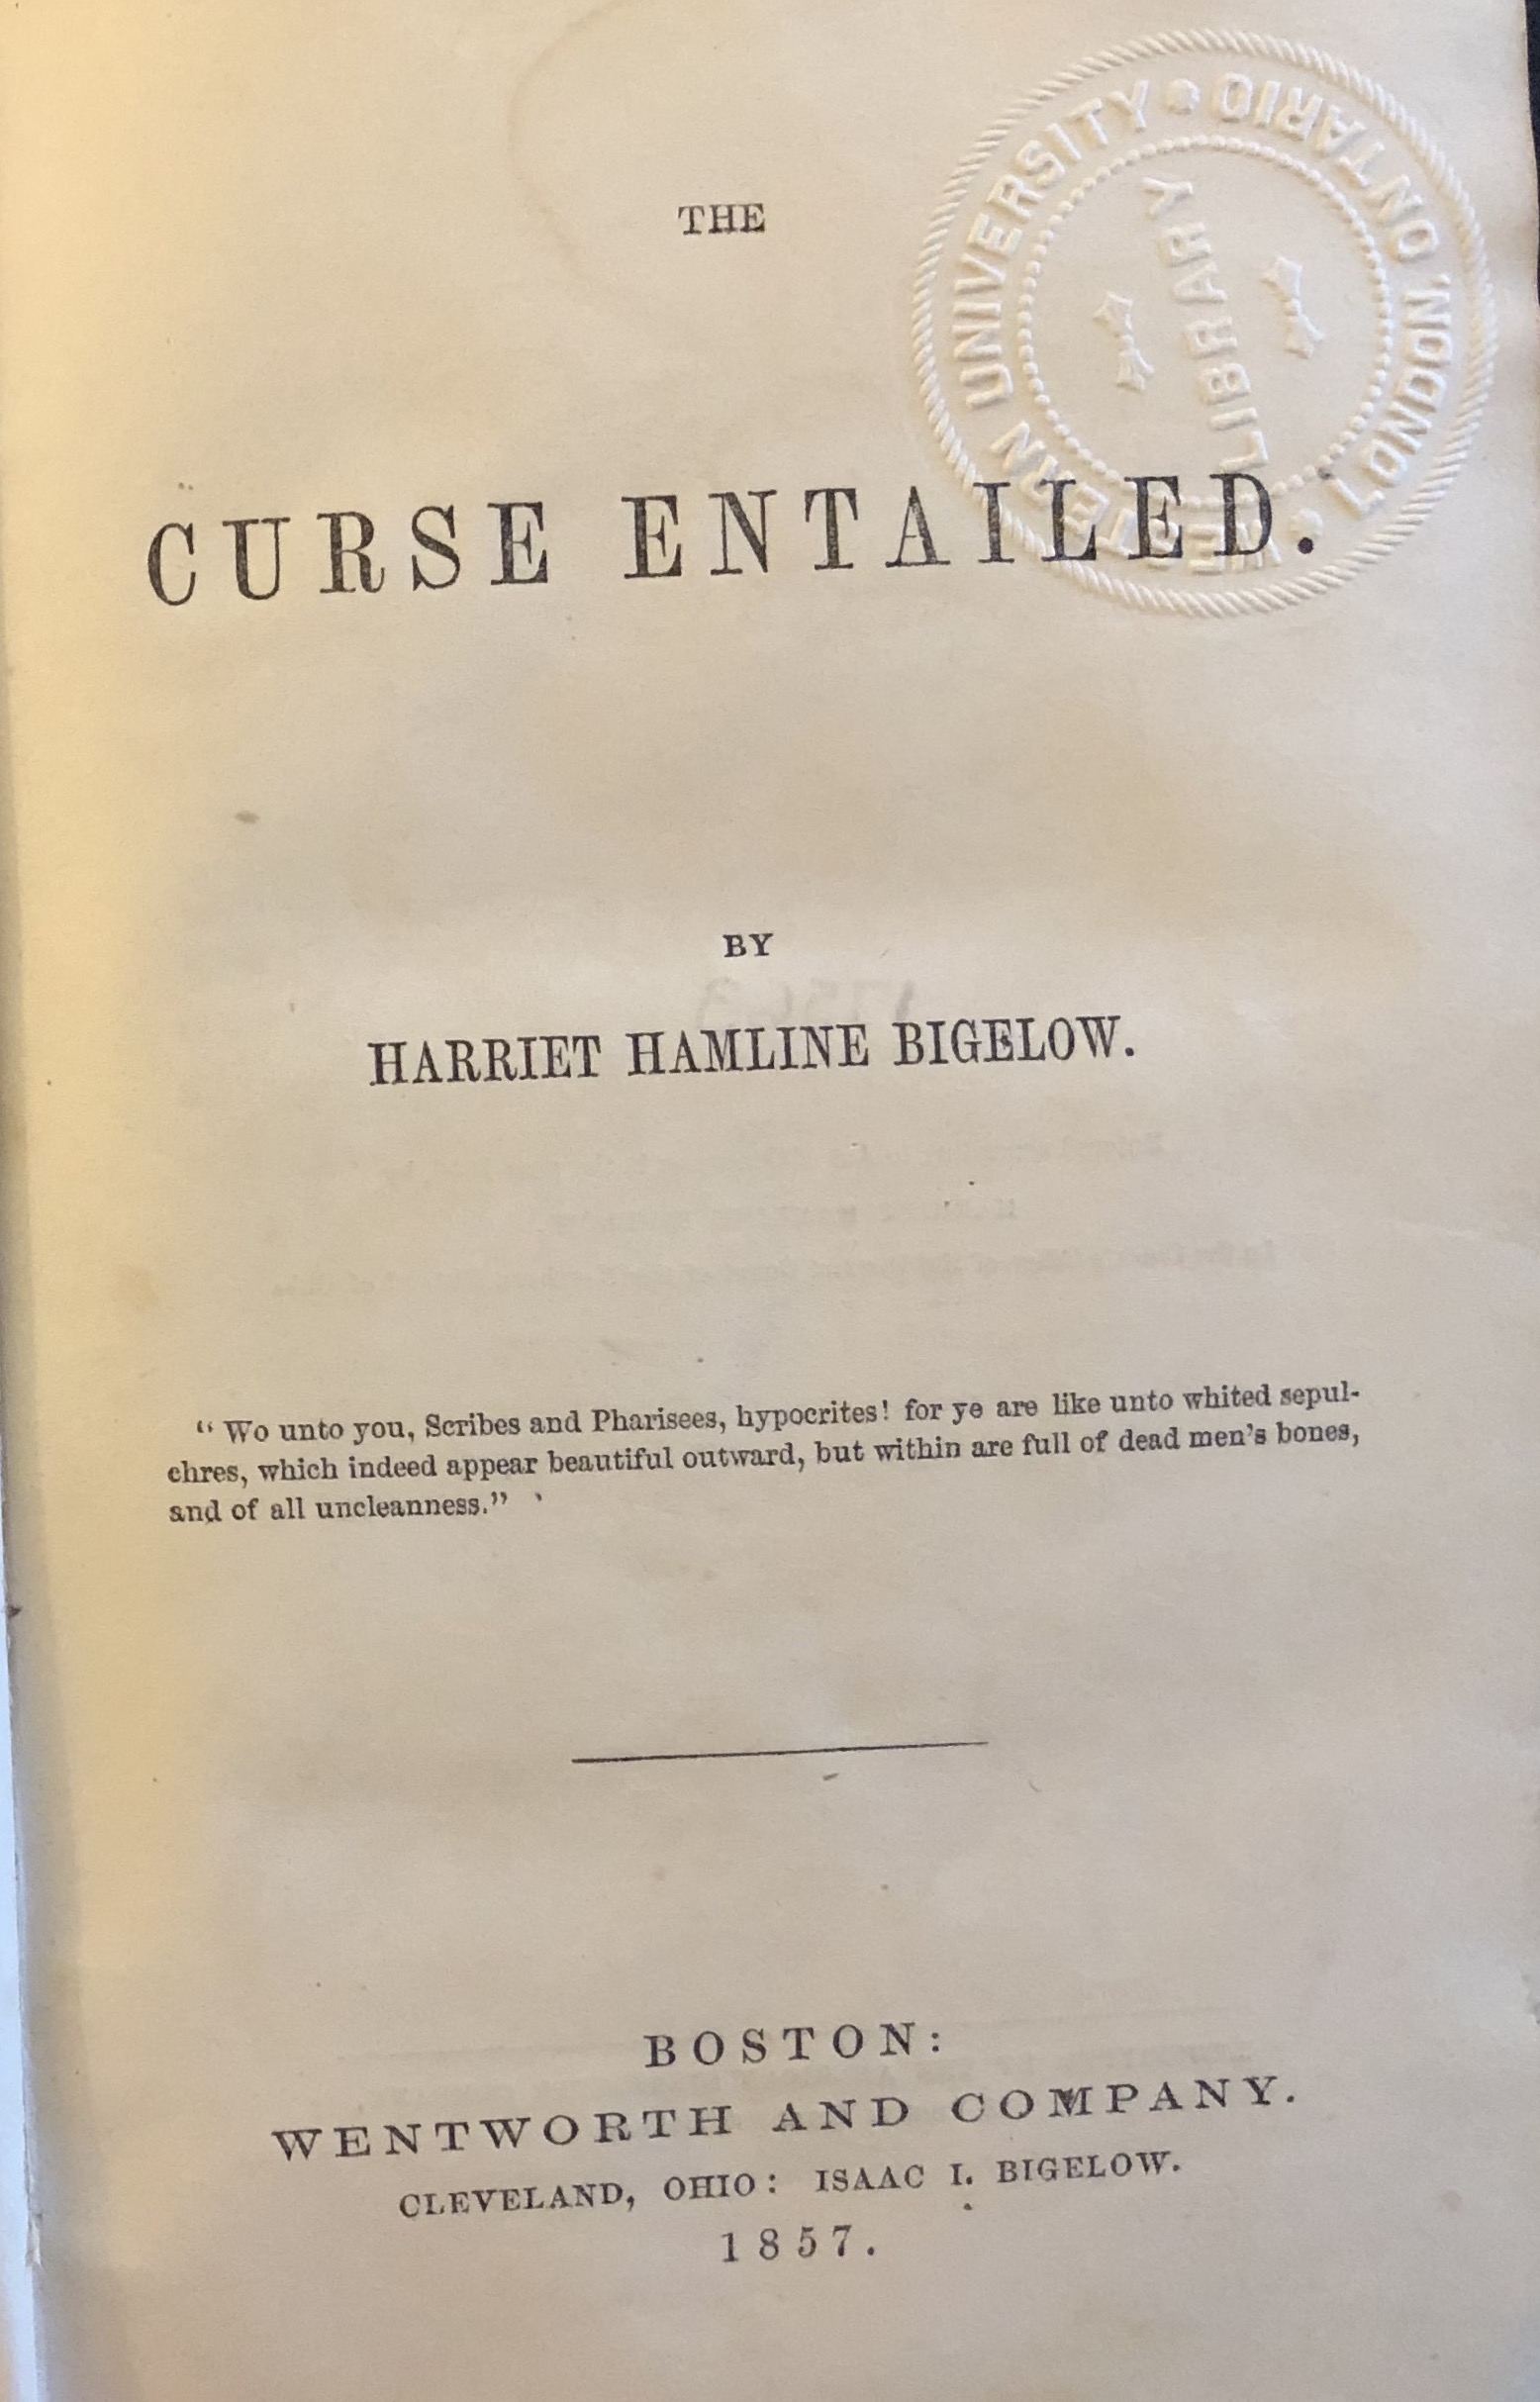 THE
CURSE ENTAILED.
BY
HARRIET HAMLINE BIGELOW.
“ Wo unto you, Scribes and Pharisees, hypocrites! for ye are like unto whited sepul-
chres, which indeed appear beautiful outward, but within are full of dead men’s bones,
and of all uncleanness.”
BOSTON:
WENTWORTH AND COMPANY.
CLEVELAND, OHIO: ISAAC I. BIGELOW.
1857.
WESTERN UNIVERSITY • LONDON, ONTARIO •
LIBRARY